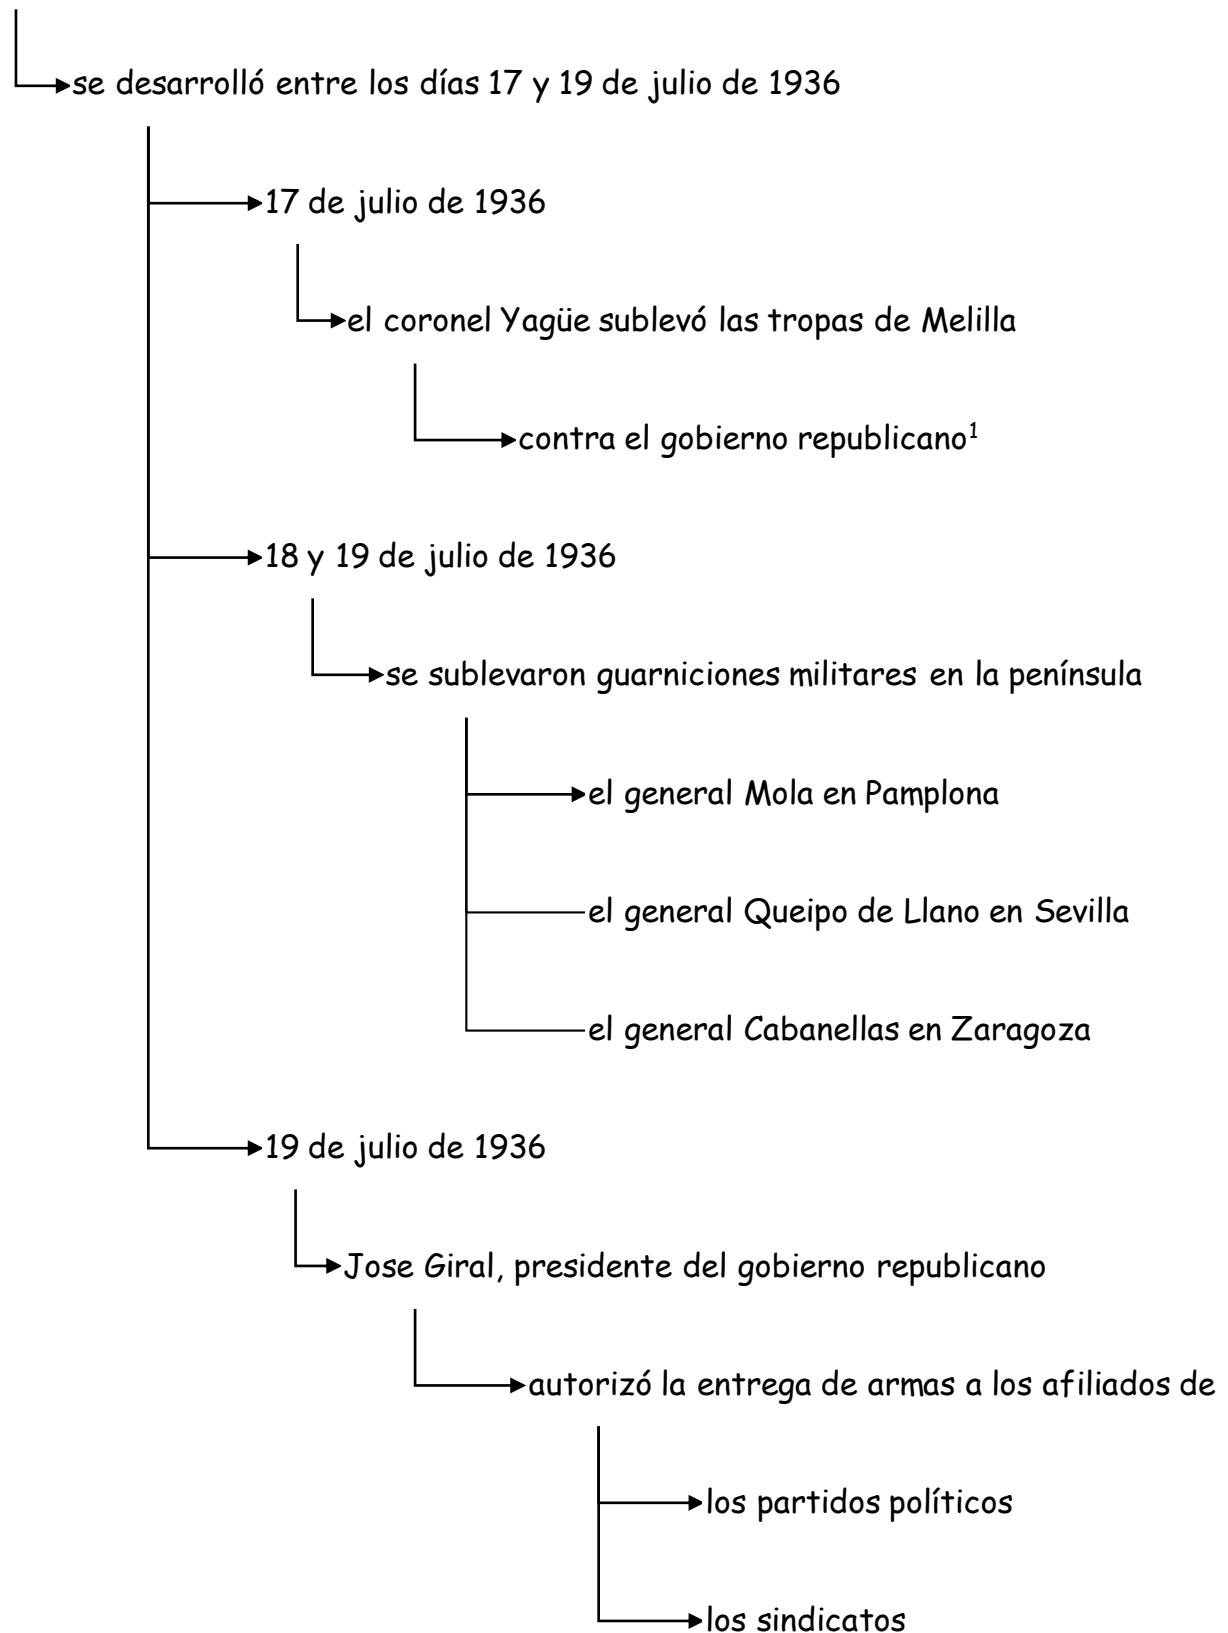 se desarrolló entre los días 17 y 19 de julio de 1936
17 de julio de 1936
el coronel Yagüe sublevó las tropas de Melilla
contra el gobierno republicano¹
18 y 19 de julio de 1936
se sublevaron guarniciones militares en la península
el general Mola en Pamplona
el general Queipo de Llano en Sevilla
el general Cabanellas en Zaragoza
19 de julio de 1936
Jose Giral, presidente del gobierno republicano
autorizó la entrega de armas a los afiliados de
los partidos políticos
los sindicatos